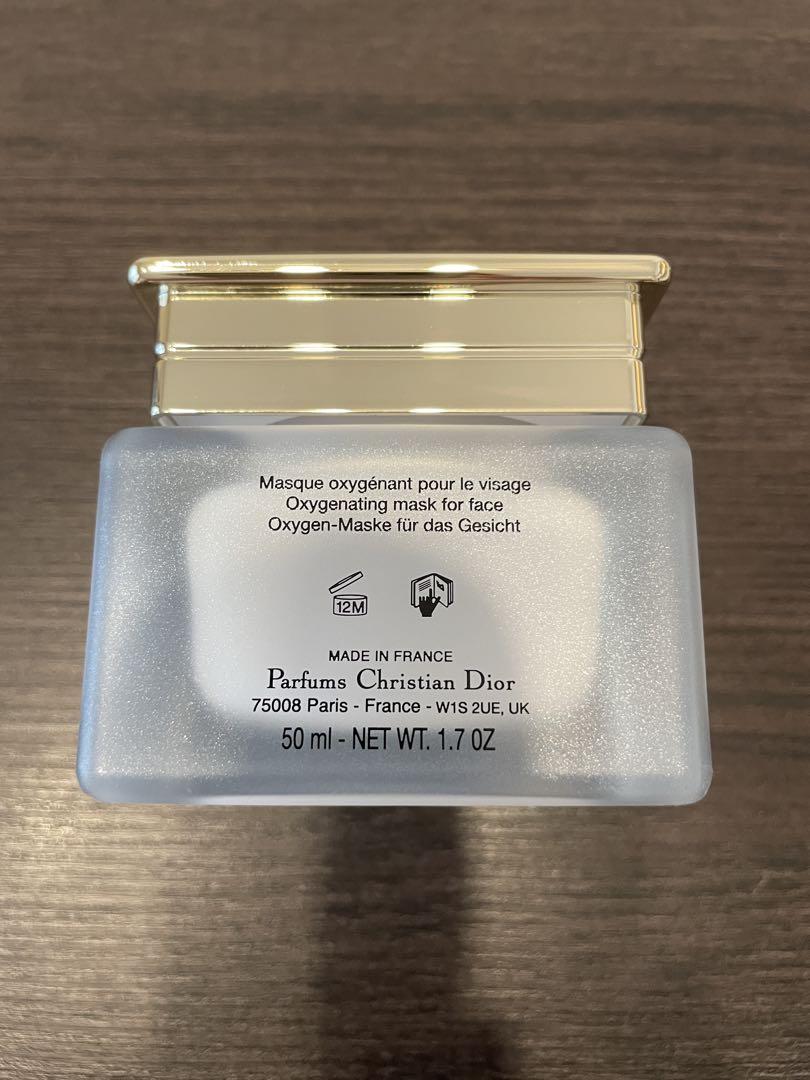 Masque oxygénant pour le visage
Oxygenating mask for face
Oxygen-Maske für das Gesicht
12M
MADE IN FRANCE
Parfums Christian Dior
75008 Paris - France - W1S 2UE, UK
50 ml - NET WT. 1.7 OZ